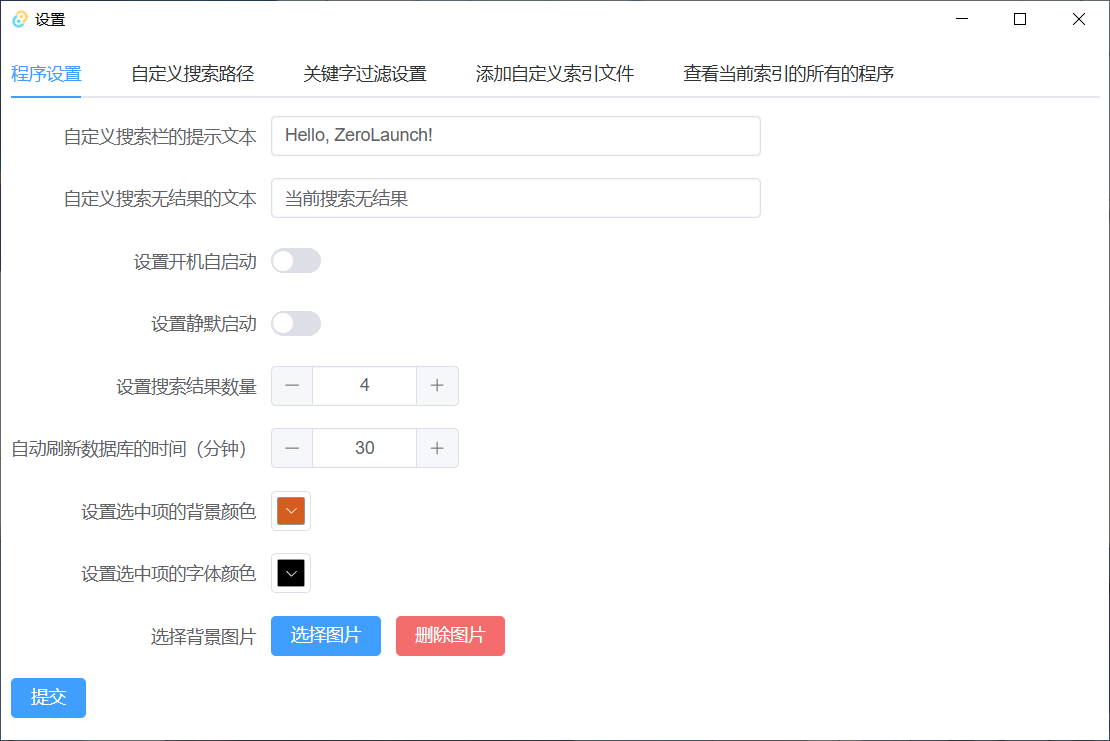 设置
程序设置 自定义搜索路径 关键字过滤设置 添加自定义索引文件 查看当前索引的所有的程序
自定义搜索栏的提示文本 Hello, ZeroLaunch!
自定义搜索无结果的文本 当前搜索无结果
设置开机自启动
设置静默启动
设置搜索结果数量 4
自动刷新数据库的时间（分钟） 30
设置选中项的背景颜色
设置选中项的字体颜色
选择背景图片 选择图片 删除图片
提交